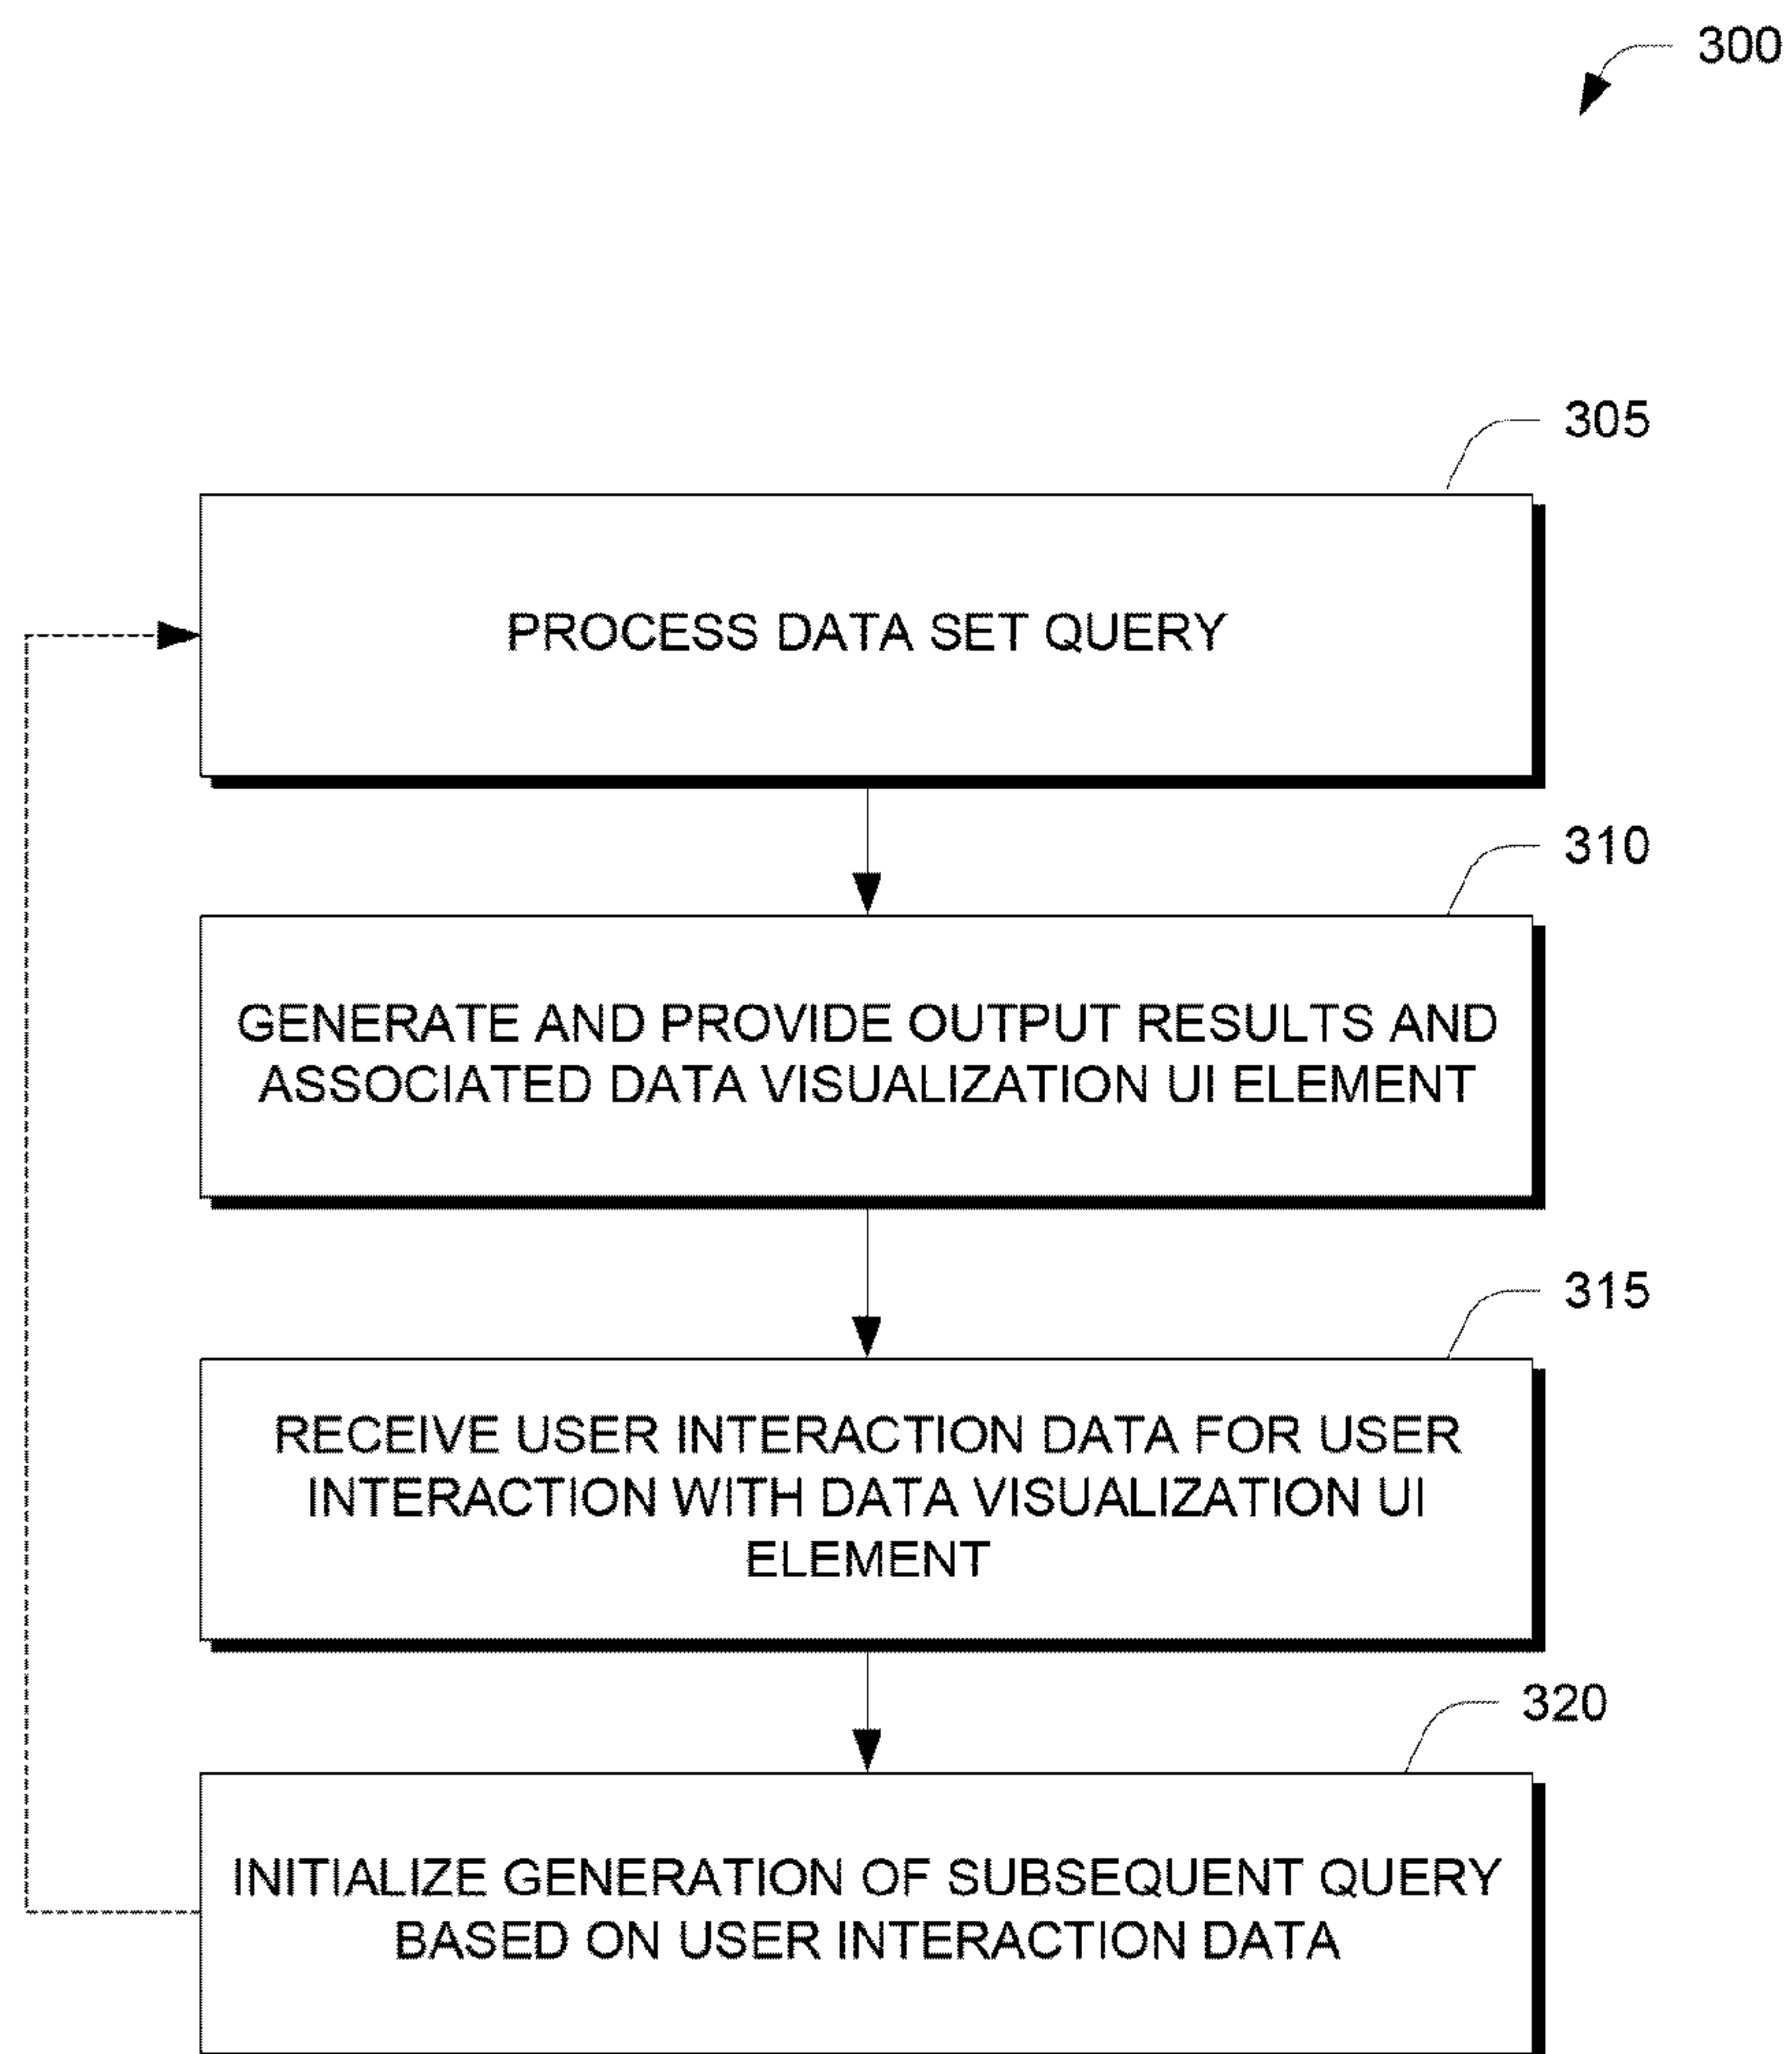 300
305
PROCESS DATA SET QUERY
310
GENERATE AND PROVIDE OUTPUT RESULTS AND
ASSOCIATED DATA VISUALIZATION UI ELEMENT
315
RECEIVE USER INTERACTION DATA FOR USER
INTERACTION WITH DATA VISUALIZATION UI
ELEMENT
320
INITIALIZE GENERATION OF SUBSEQUENT QUERY
BASED ON USER INTERACTION DATA